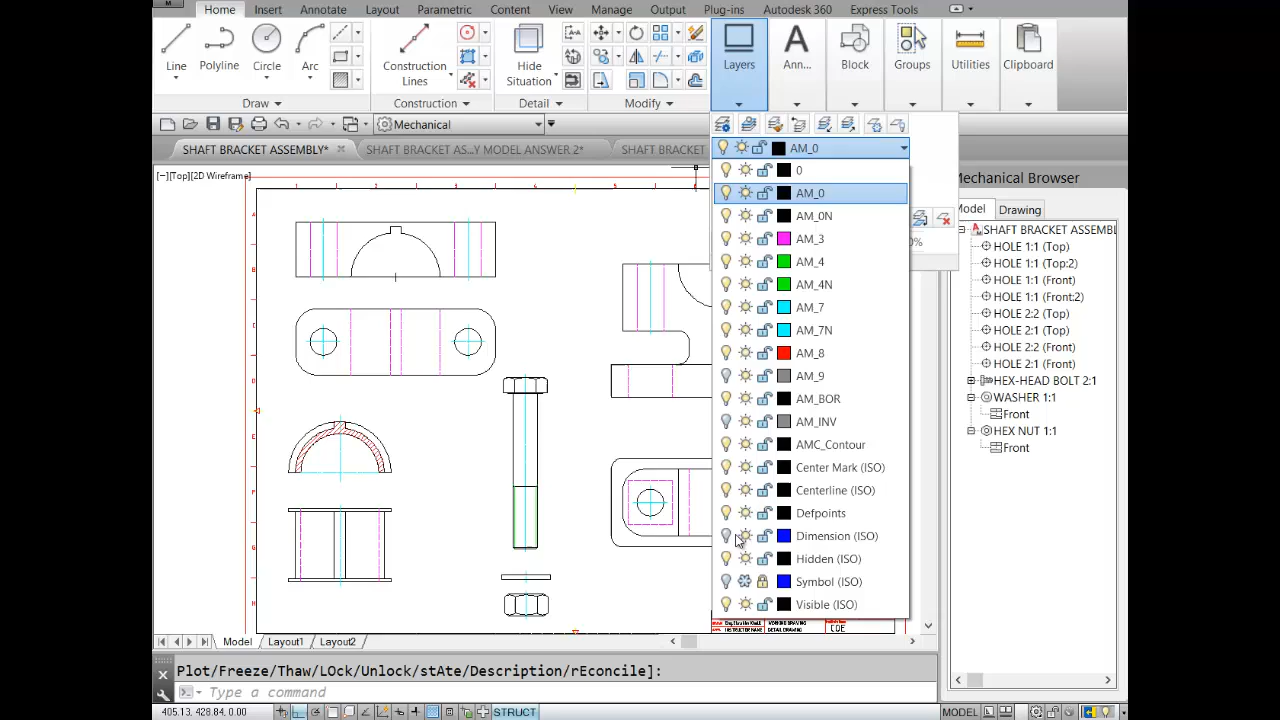 Home Insert Annotate Layout Parametric Content View Manage Output Plug-ins Autodesk 360 Express Tools
Line Polyline Circle Arc Construction Lines Hide Situation Layers Ann... Block Groups Utilities Clipboard
Draw Construction Detail Modify
Mechanical
SHAFT BRACKET ASSEMBLY* SHAFT BRACKET AS...Y MODEL ANSWER 2* SHAFT BRACKET
[−][Top][2D Wireframe]
AM_0
0
AM_0
AM_0N
AM_3
AM_4
AM_4N
AM_7
AM_7N
AM_8
AM_9
AM_BOR
AM_INV
AMC_Contour
Center Mark (ISO)
Centerline (ISO)
Defpoints
Dimension (ISO)
Hidden (ISO)
Symbol (ISO)
Visible (ISO)
0%
Mechanical Browser
Model Drawing
SHAFT BRACKET ASSEMBL
HOLE 1:1 (Top)
HOLE 1:1 (Top:2)
HOLE 1:1 (Front)
HOLE 1:1 (Front:2)
HOLE 2:2 (Top)
HOLE 2:1 (Top)
HOLE 2:2 (Front)
HOLE 2:1 (Front)
HEX-HEAD BOLT 2:1
WASHER 1:1
Front
HEX NUT 1:1
Front
WORKING DRAWING
DETAIL DRAWING
INSTRUCTOR NAME
Model Layout1 Layout2
Plot/Freeze/Thaw/LOck/Unlock/stAte/Description/rEconcile]:
Type a command
405.13, 428.84, 0.00 STRUCT MODEL